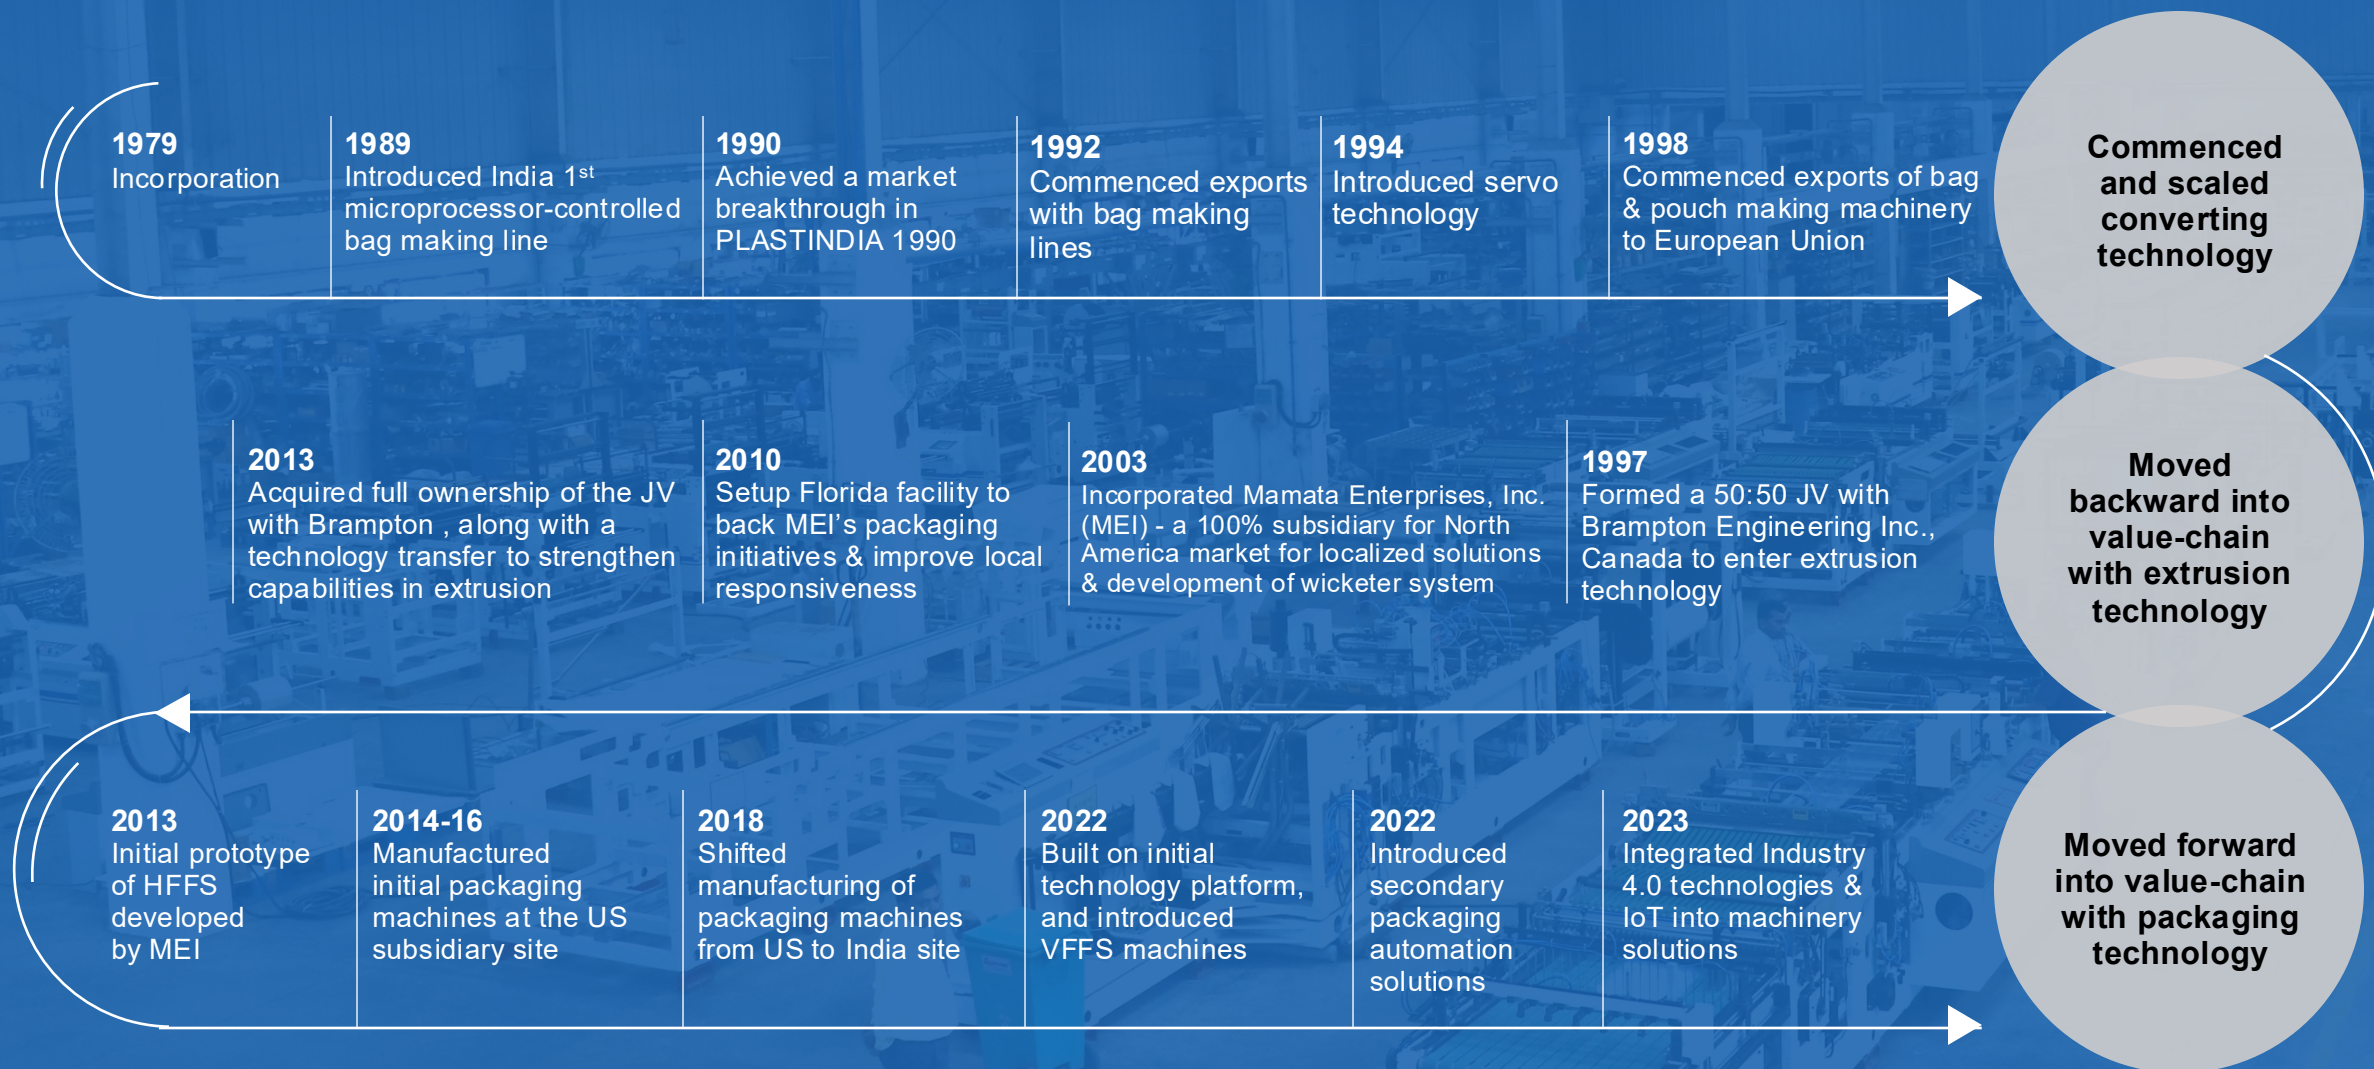 1979
Incorporation
1989
Introduced India 1st
microprocessor-controlled
bag making line
1990
Achieved a market
breakthrough in
PLASTINDIA 1990
1992
Commenced exports
with bag making
lines
1994
Introduced servo
technology
1998
Commenced exports of bag
& pouch making machinery
to European Union
Commenced
and scaled
converting
technology
Moved
backward into
value-chain
with extrusion
technology
1997
Formed a 50:50 JV with
Brampton Engineering Inc.,
Canada to enter extrusion
technology
2003
Incorporated Mamata Enterprises, Inc.
(MEI) - a 100% subsidiary for North
America market for localized solutions
& development of wicketer system
2010
Setup Florida facility to
back MEI’s packaging
initiatives & improve local
responsiveness
2013
Acquired full ownership of the JV
with Brampton , along with a
technology transfer to strengthen
capabilities in extrusion
2013
Initial prototype
of HFFS
developed
by MEI
2014-16
Manufactured
initial packaging
machines at the US
subsidiary site
2018
Shifted
manufacturing of
packaging machines
from US to India site
2022
Built on initial
technology platform,
and introduced
VFFS machines
2022
Introduced
secondary
packaging
automation
solutions
2023
Integrated Industry
4.0 technologies &
IoT into machinery
solutions
Moved forward
into value-chain
with packaging
technology